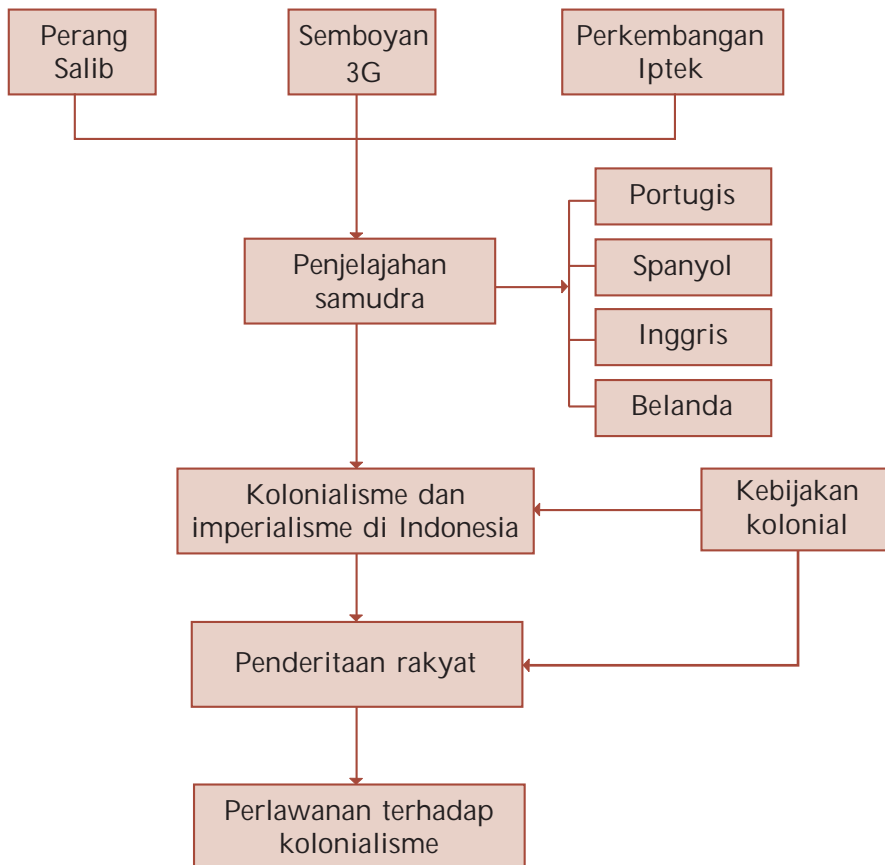 Perang
Salib
Semboyan
3G
Perkembangan
Iptek
Penjelajahan
samudra
Portugis
Spanyol
Inggris
Belanda
Kolonialisme dan
imperialisme di Indonesia
Kebijakan
kolonial
Penderitaan rakyat
Perlawanan terhadap
kolonialisme